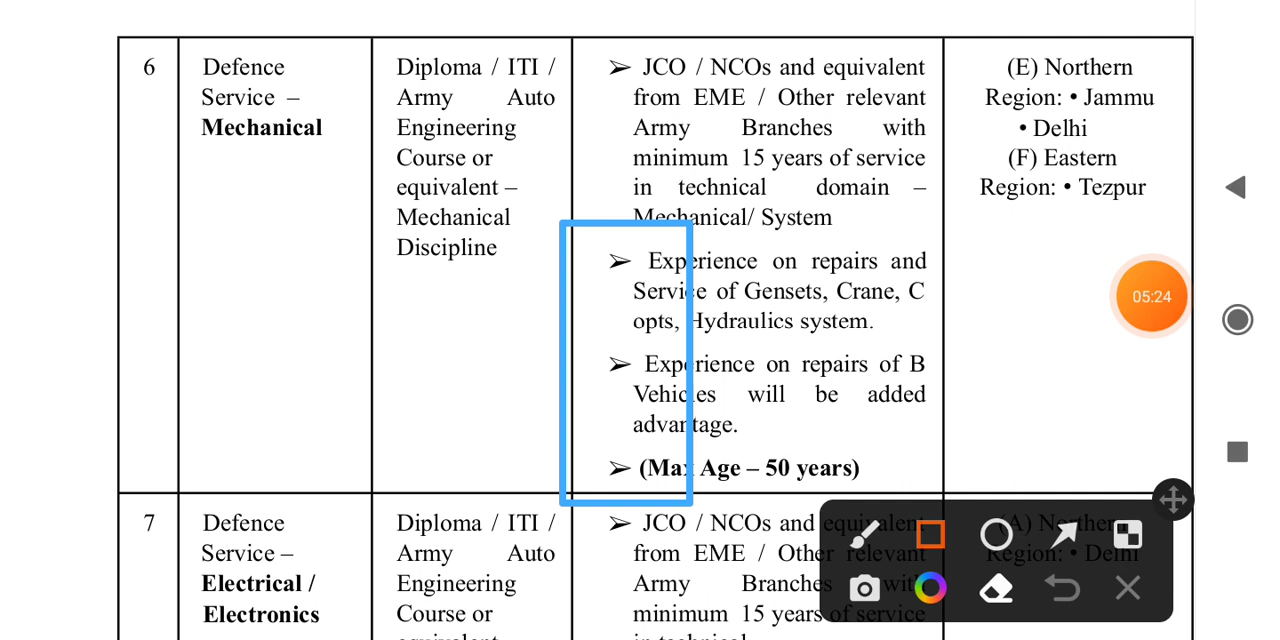 6
Defence
Service –
Mechanical
Diploma / ITI /
Army Auto
Engineering
Course or
equivalent –
Mechanical
Discipline
➢ JCO / NCOs and equivalent
from EME / Other relevant
Army Branches with
minimum 15 years of service
in technical domain –
Mechanical/ System
➢ Experience on repairs and
Service of Gensets, Crane, C
opts, Hydraulics system.
➢ Experience on repairs of B
Vehicles will be added
advantage.
➢ (Max Age – 50 years)
(E) Northern
Region: • Jammu
• Delhi
(F) Eastern
Region: • Tezpur
05:24
7
Defence
Service –
Electrical /
Electronics
Diploma / ITI /
Army Auto
Engineering
Course or
equivalent
➢ JCO / NCOs and equivalent
from EME / Other relevant
Army Branches with
minimum 15 years of service
in technical
(A) Northern
Region: • Delhi